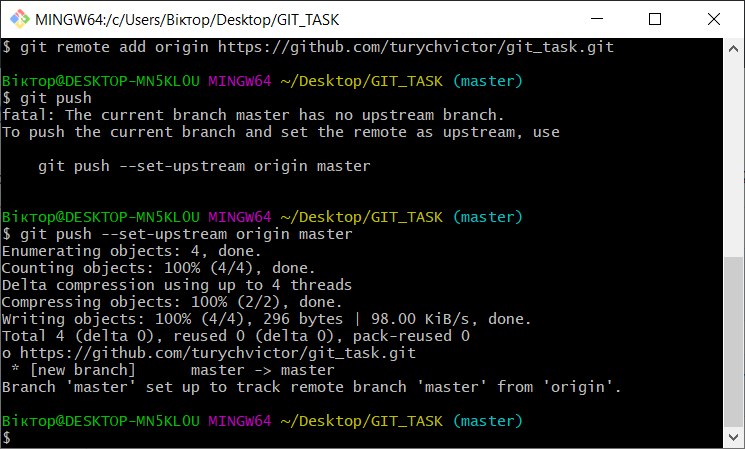 MINGW64:/c/Users/Віктор/Desktop/GIT_TASK
$ git remote add origin https://github.com/turychvictor/git_task.git
Віктор@DESKTOP-MN5KL0U MINGW64 ~/Desktop/GIT_TASK (master)
$ git push
fatal: The current branch master has no upstream branch.
To push the current branch and set the remote as upstream, use
git push --set-upstream origin master
Віктор@DESKTOP-MN5KL0U MINGW64 ~/Desktop/GIT_TASK (master)
$ git push --set-upstream origin master
Enumerating objects: 4, done.
Counting objects: 100% (4/4), done.
Delta compression using up to 4 threads
Compressing objects: 100% (2/2), done.
Writing objects: 100% (4/4), 296 bytes | 98.00 KiB/s, done.
Total 4 (delta 0), reused 0 (delta 0), pack-reused 0
o https://github.com/turychvictor/git_task.git
* [new branch]      master -> master
Branch 'master' set up to track remote branch 'master' from 'origin'.
Віктор@DESKTOP-MN5KL0U MINGW64 ~/Desktop/GIT_TASK (master)
$